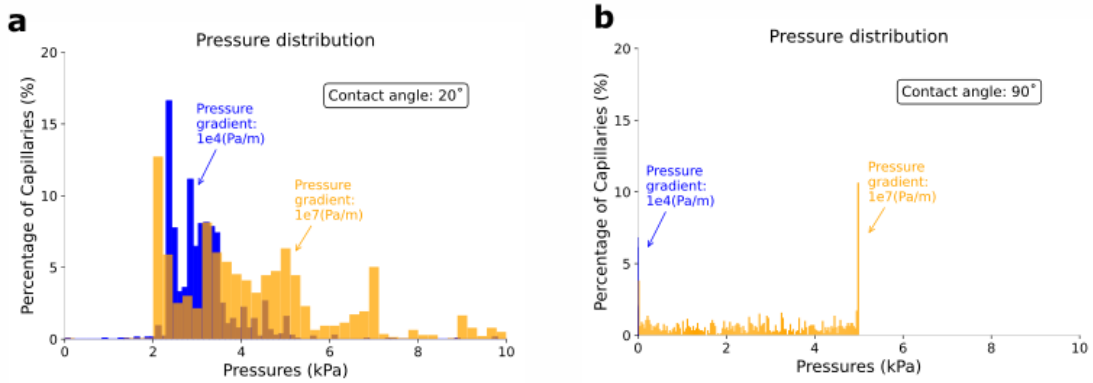 a
Pressure distribution
Percentage of Capillaries (%)
20
15
10
5
0
Contact angle: 20°
Pressure
gradient:
1e4(Pa/m)
Pressure
gradient:
1e7(Pa/m)
0 2 4 6 8 10
Pressures (kPa)
b
Pressure distribution
Percentage of Capillaries (%)
20
15
10
5
0
Contact angle: 90°
Pressure
gradient:
1e4(Pa/m)
Pressure
gradient:
1e7(Pa/m)
0 2 4 6 8 10
Pressures (kPa)